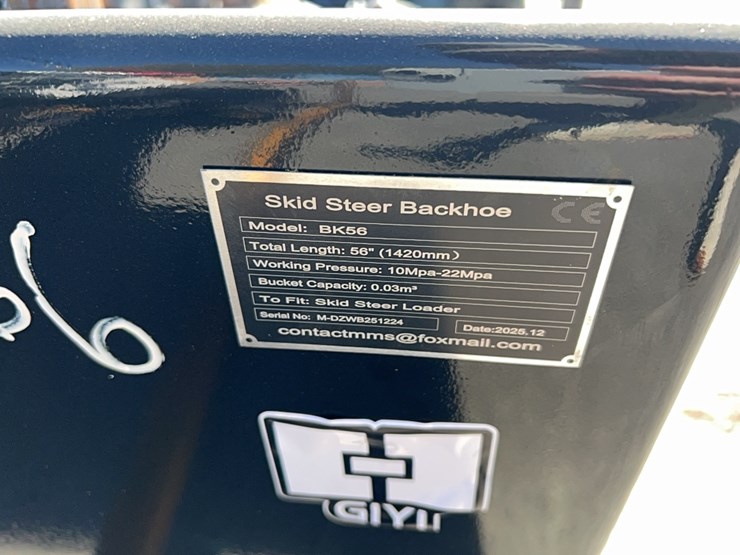 Skid Steer Backhoe CE
Model: BK56
Total Length: 56" (1420mm)
Working Pressure: 10Mpa-22Mpa
Bucket Capacity: 0.03m³
To Fit: Skid Steer Loader
Serial No: M-DZWB251224 Date:2025.12
contactmms@foxmail.com
GIYI